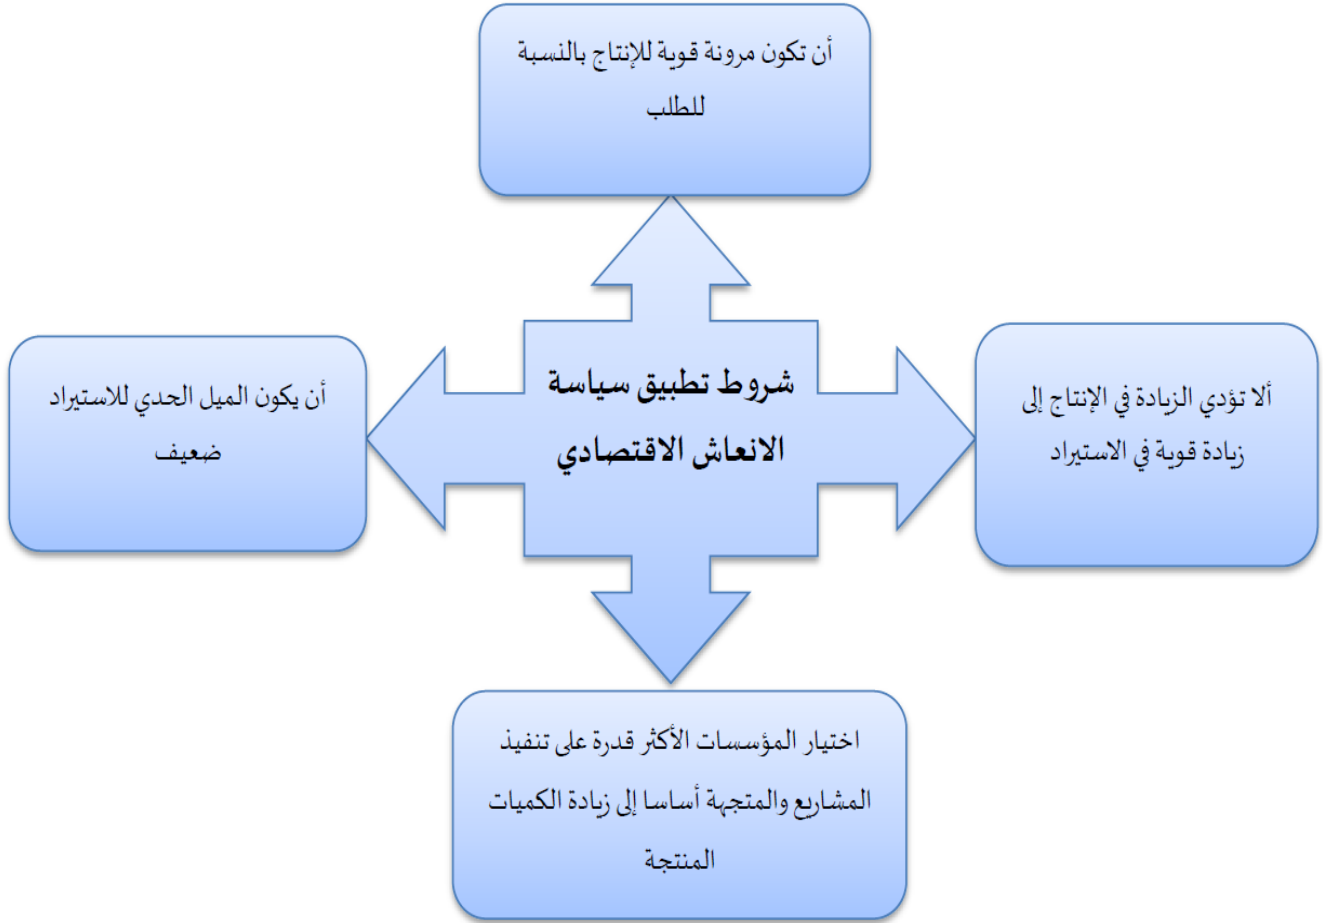 أن تكون مرونة قوية للإنتاج بالنسبة
للطلب
شروط تطبيق سياسة
الانعاش الاقتصادي
ألا تؤدي الزيادة في الإنتاج إلى
زيادة قوية في الاستيراد
أن يكون الميل الحدي للاستيراد
ضعيف
اختيار المؤسسات الأكثر قدرة على تنفيذ
المشاريع والمتجهة أساسا إلى زيادة الكميات
المنتجة